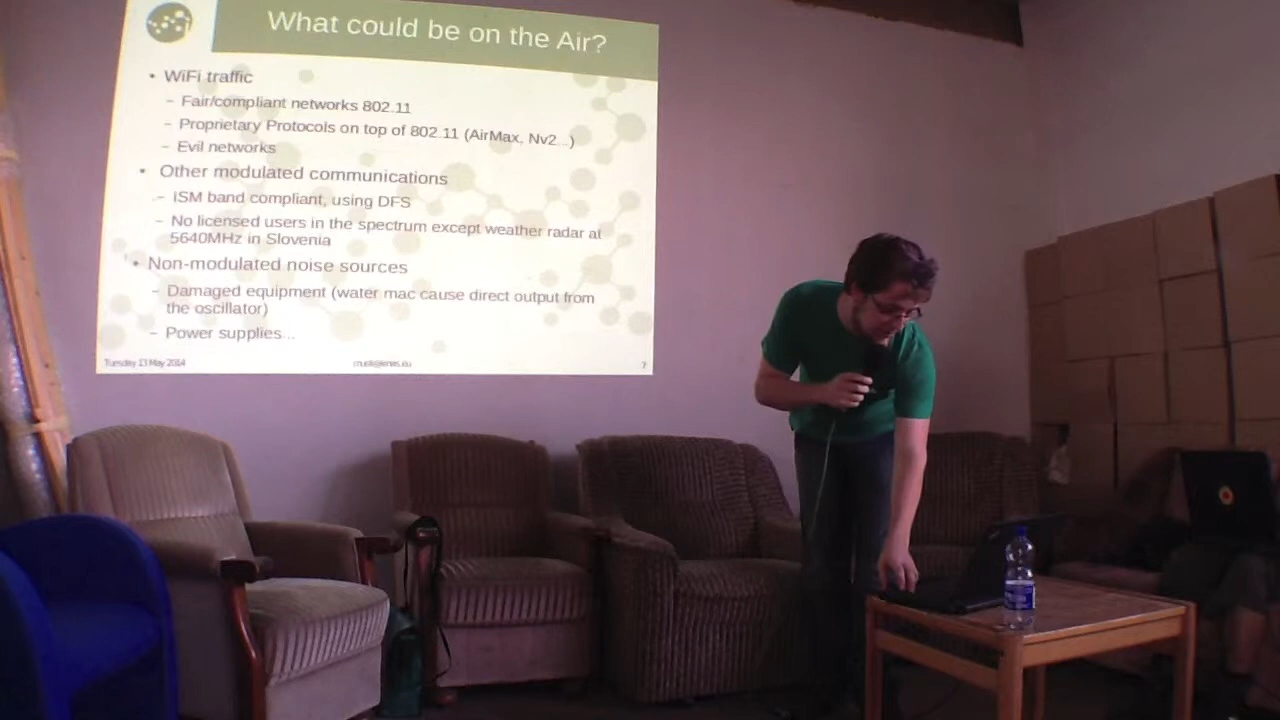 What could be on the Air?
• WiFi traffic
– Fair/compliant networks 802.11
– Proprietary Protocols on top of 802.11 (AirMax, Nv2...)
– Evil networks
• Other modulated communications
– ISM band compliant, using DFS
– No licensed users in the spectrum except weather radar at
5640MHz in Slovenia
• Non-modulated noise sources
– Damaged equipment (water mac cause direct output from
the oscillator)
– Power supplies...
Tuesday 13 May 2014
7